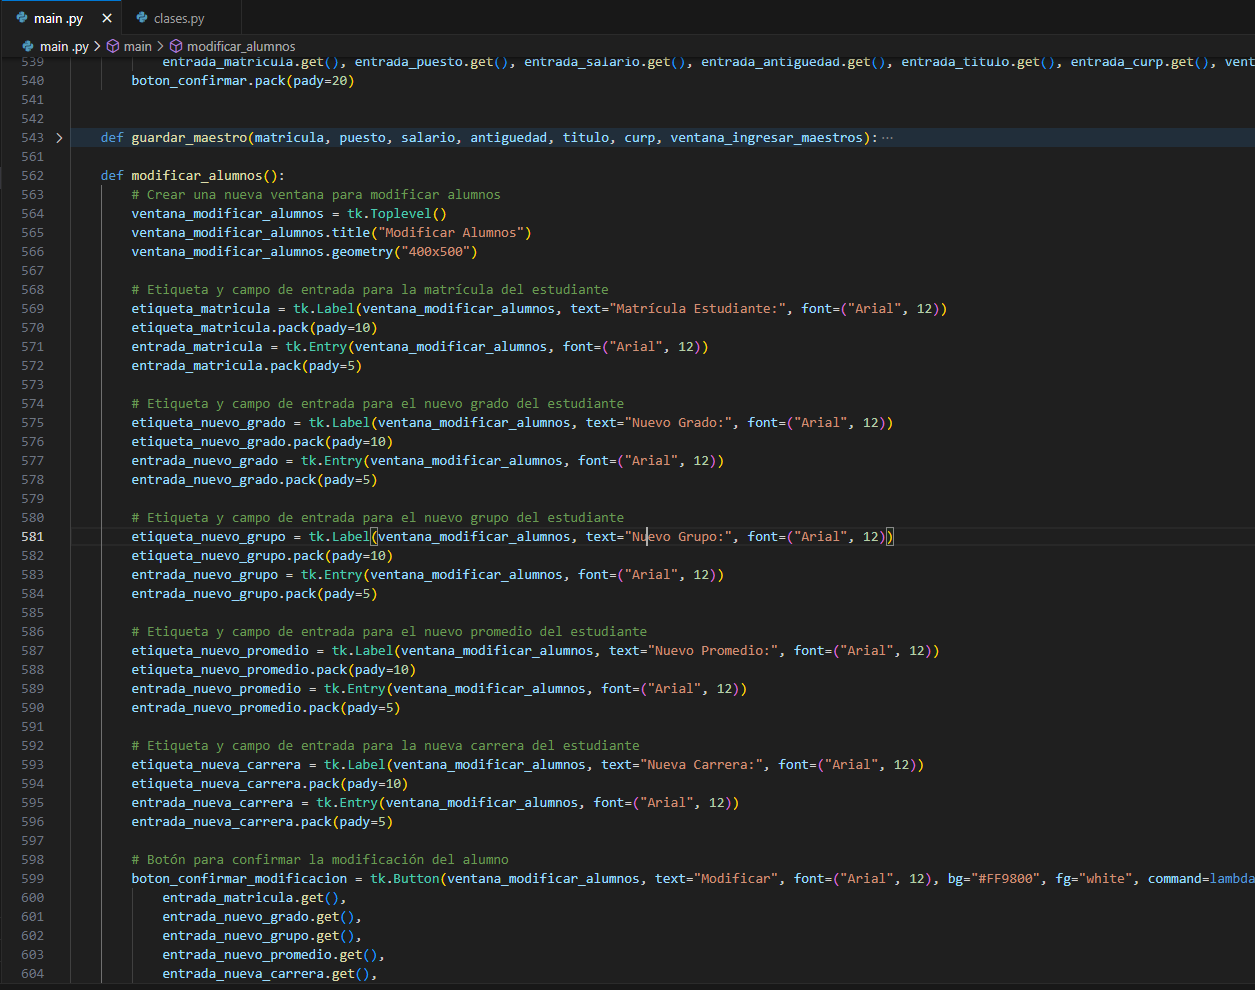 main .py
clases.py
main .py > main > modificar_alumnos
539 entrada_matricula.get(), entrada_puesto.get(), entrada_salario.get(), entrada_antiguedad.get(), entrada_titulo.get(), entrada_curp.get(), vent
540 boton_confirmar.pack(pady=20)
541
542
543 def guardar_maestro(matricula, puesto, salario, antiguedad, titulo, curp, ventana_ingresar_maestros):···
561
562 def modificar_alumnos():
563 # Crear una nueva ventana para modificar alumnos
564 ventana_modificar_alumnos = tk.Toplevel()
565 ventana_modificar_alumnos.title("Modificar Alumnos")
566 ventana_modificar_alumnos.geometry("400x500")
567
568 # Etiqueta y campo de entrada para la matrícula del estudiante
569 etiqueta_matricula = tk.Label(ventana_modificar_alumnos, text="Matrícula Estudiante:", font=("Arial", 12))
570 etiqueta_matricula.pack(pady=10)
571 entrada_matricula = tk.Entry(ventana_modificar_alumnos, font=("Arial", 12))
572 entrada_matricula.pack(pady=5)
573
574 # Etiqueta y campo de entrada para el nuevo grado del estudiante
575 etiqueta_nuevo_grado = tk.Label(ventana_modificar_alumnos, text="Nuevo Grado:", font=("Arial", 12))
576 etiqueta_nuevo_grado.pack(pady=10)
577 entrada_nuevo_grado = tk.Entry(ventana_modificar_alumnos, font=("Arial", 12))
578 entrada_nuevo_grado.pack(pady=5)
579
580 # Etiqueta y campo de entrada para el nuevo grupo del estudiante
581 etiqueta_nuevo_grupo = tk.Label(ventana_modificar_alumnos, text="Nuevo Grupo:", font=("Arial", 12))
582 etiqueta_nuevo_grupo.pack(pady=10)
583 entrada_nuevo_grupo = tk.Entry(ventana_modificar_alumnos, font=("Arial", 12))
584 entrada_nuevo_grupo.pack(pady=5)
585
586 # Etiqueta y campo de entrada para el nuevo promedio del estudiante
587 etiqueta_nuevo_promedio = tk.Label(ventana_modificar_alumnos, text="Nuevo Promedio:", font=("Arial", 12))
588 etiqueta_nuevo_promedio.pack(pady=10)
589 entrada_nuevo_promedio = tk.Entry(ventana_modificar_alumnos, font=("Arial", 12))
590 entrada_nuevo_promedio.pack(pady=5)
591
592 # Etiqueta y campo de entrada para la nueva carrera del estudiante
593 etiqueta_nueva_carrera = tk.Label(ventana_modificar_alumnos, text="Nueva Carrera:", font=("Arial", 12))
594 etiqueta_nueva_carrera.pack(pady=10)
595 entrada_nueva_carrera = tk.Entry(ventana_modificar_alumnos, font=("Arial", 12))
596 entrada_nueva_carrera.pack(pady=5)
597
598 # Botón para confirmar la modificación del alumno
599 boton_confirmar_modificacion = tk.Button(ventana_modificar_alumnos, text="Modificar", font=("Arial", 12), bg="#FF9800", fg="white", command=lambda
600 entrada_matricula.get(),
601 entrada_nuevo_grado.get(),
602 entrada_nuevo_grupo.get(),
603 entrada_nuevo_promedio.get(),
604 entrada_nueva_carrera.get(),